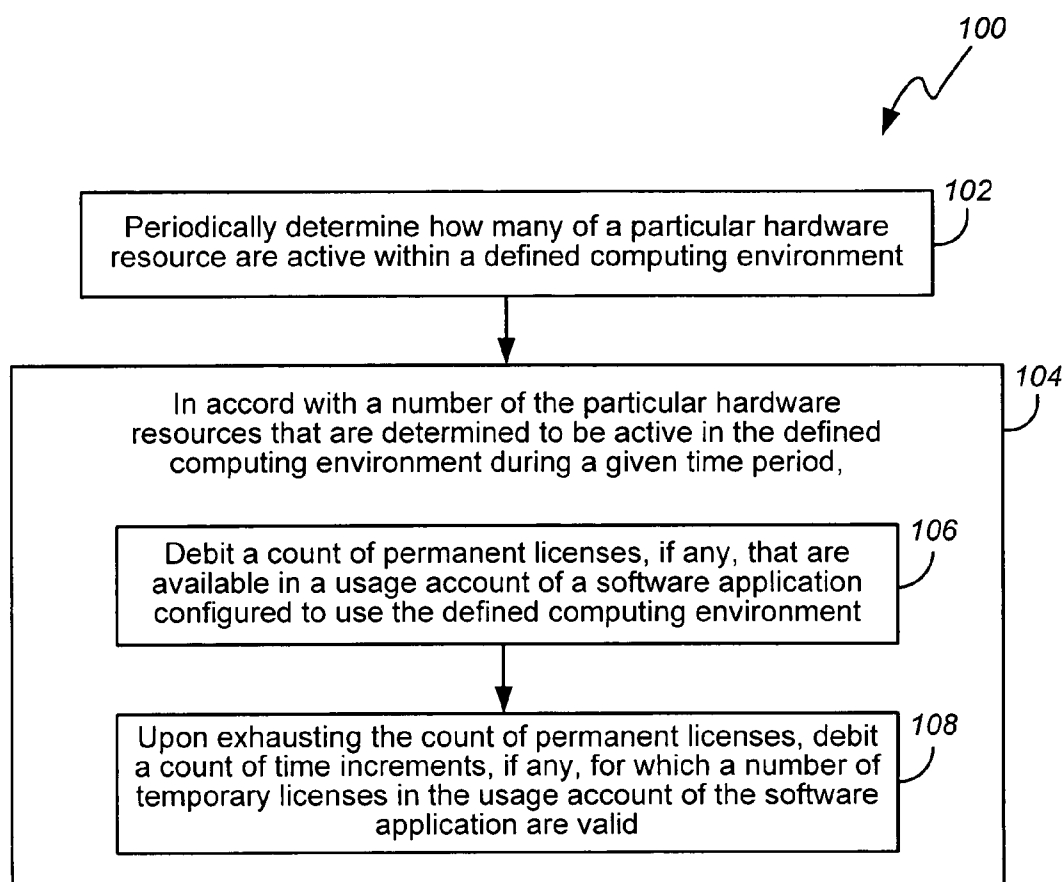 100
102
Periodically determine how many of a particular hardware
resource are active within a defined computing environment
104
In accord with a number of the particular hardware
resources that are determined to be active in the defined
computing environment during a given time period,
106
Debit a count of permanent licenses, if any, that are
available in a usage account of a software application
configured to use the defined computing environment
108
Upon exhausting the count of permanent licenses, debit
a count of time increments, if any, for which a number of
temporary licenses in the usage account of the software
application are valid